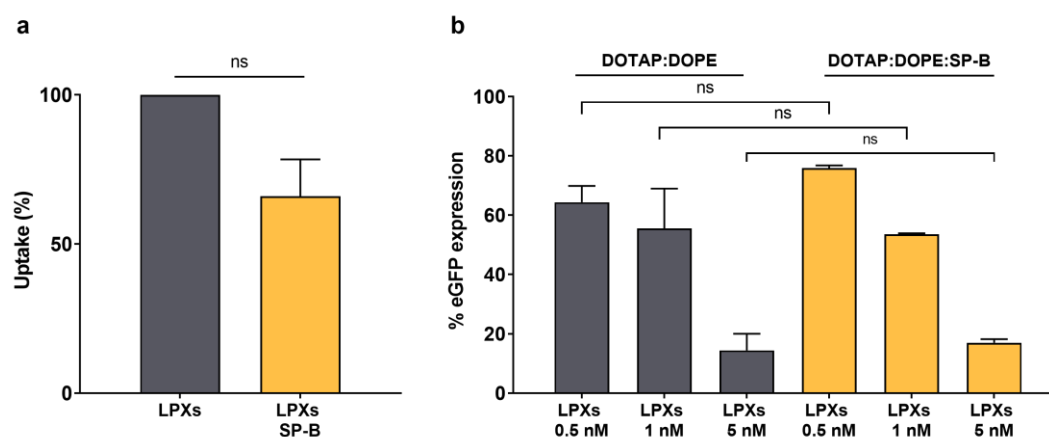 a
ns
100
50
0
Uptake (%)
LPXs
LPXs
SP-B
b
DOTAP:DOPE
DOTAP:DOPE:SP-B
ns
ns
ns
100
80
60
40
20
0
% eGFP expression
LPXs
0.5 nM
LPXs
1 nM
LPXs
5 nM
LPXs
0.5 nM
LPXs
1 nM
LPXs
5 nM